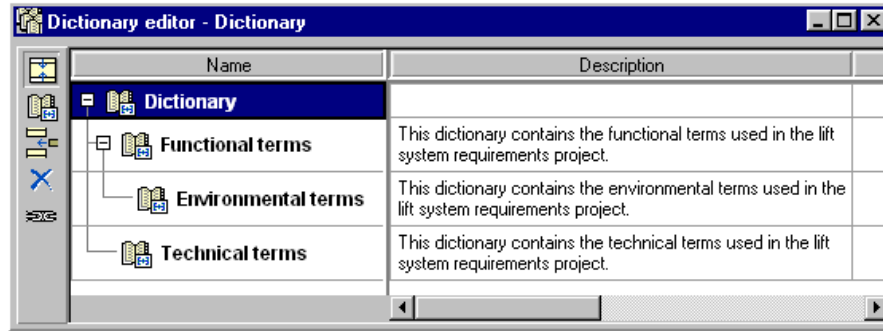 Dictionary editor - Dictionary
Name
Description
Dictionary
Functional terms
This dictionary contains the functional terms used in the lift
system requirements project.
Environmental terms
This dictionary contains the environmental terms used in the
lift system requirements project.
Technical terms
This dictionary contains the technical terms used in the lift
system requirements project.